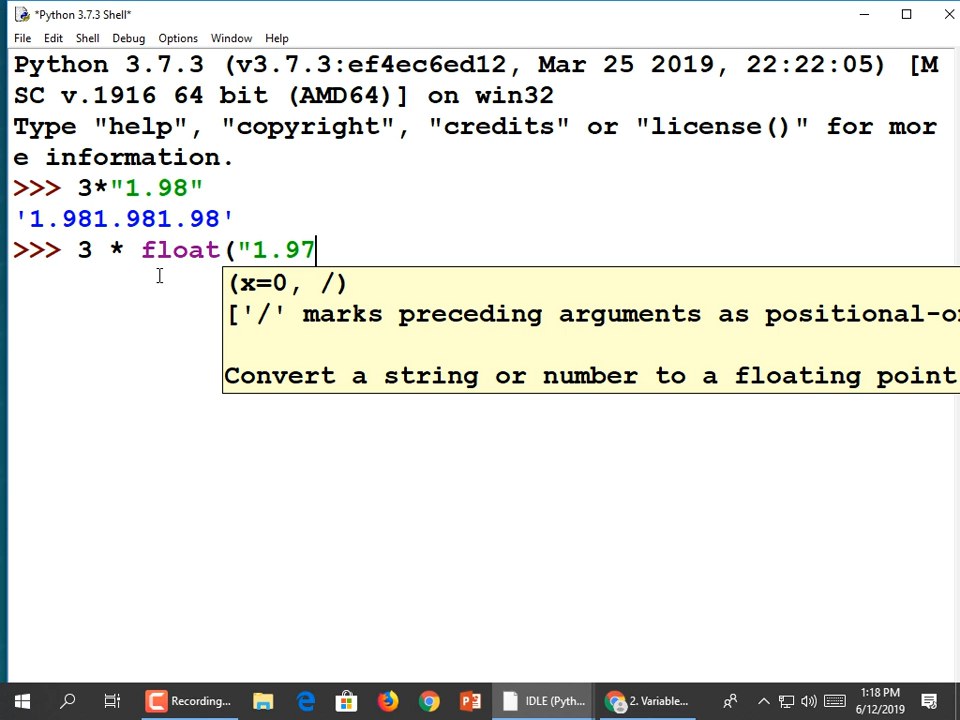 *Python 3.7.3 Shell*
File Edit Shell Debug Options Window Help
Python 3.7.3 (v3.7.3:ef4ec6ed12, Mar 25 2019, 22:22:05) [M
SC v.1916 64 bit (AMD64)] on win32
Type "help", "copyright", "credits" or "license()" for mor
e information.
>>> 3*"1.98"
'1.981.981.98'
>>> 3 * float("1.97
(x=0, /)
['/' marks preceding arguments as positional-on
Convert a string or number to a floating point
Recording... IDLE (Pyth... 2. Variable... 1:18 PM
6/12/2019